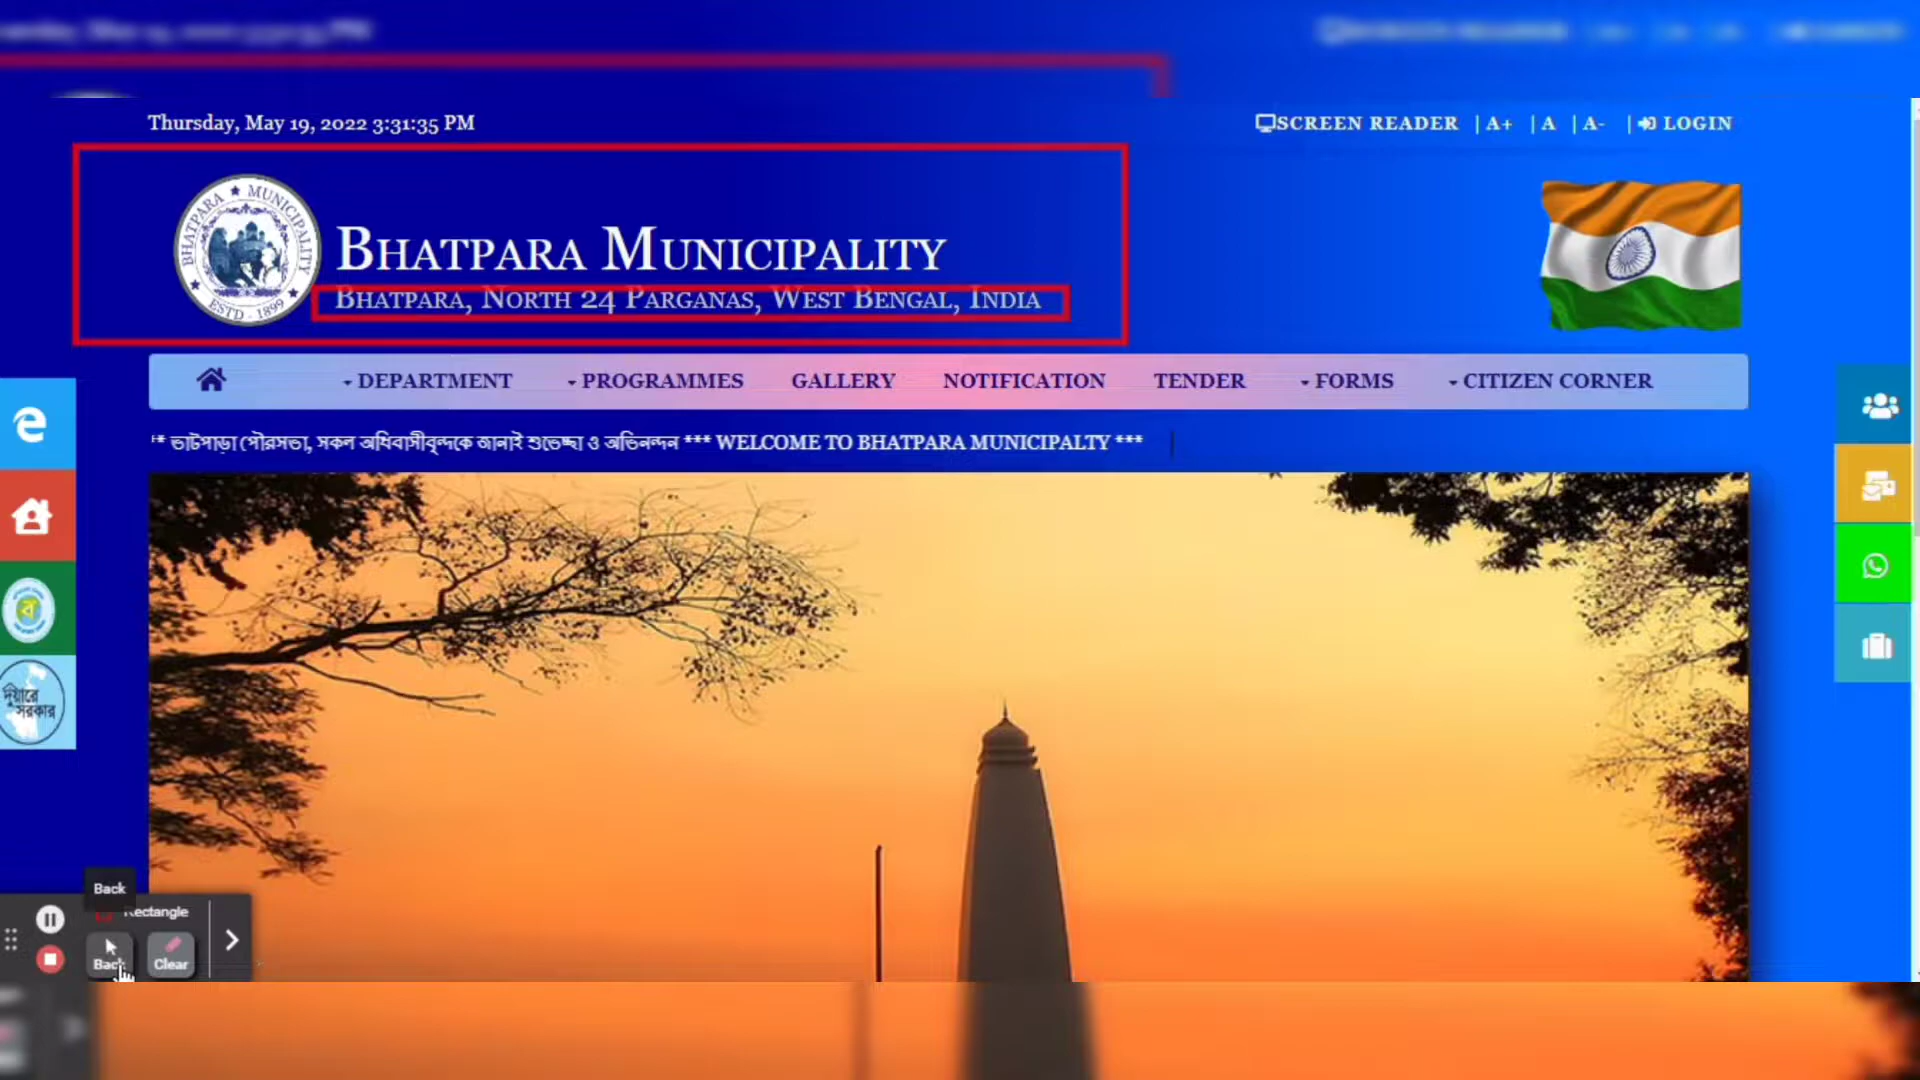 Thursday, May 19, 2022 3:31:35 PM
SCREEN READER | A+ | A | A- | LOGIN
BHATPARA MUNICIPALITY
ESTD - 1899
BHATPARA MUNICIPALITY
BHATPARA, NORTH 24 PARGANAS, WEST BENGAL, INDIA
DEPARTMENT PROGRAMMES GALLERY NOTIFICATION TENDER FORMS CITIZEN CORNER
ভাটপাড়া পৌরসভা, সকল অধিবাসীবৃন্দকে জানাই শুভেচ্ছা ও অভিনন্দন *** WELCOME TO BHATPARA MUNICIPALTY ***
দুয়ারে
সরকার
Back
Rectangle
Back Clear